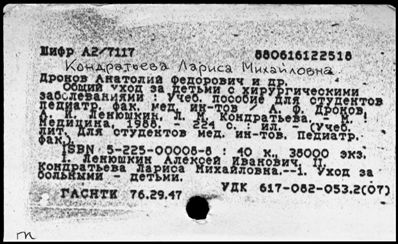 Шифр А2/7117 880616122518
Кондратьева Лариса Михайловна
Дронов Анатолий Федорович и др.
Общий уход за детьми с хирургическими
заболеваниями : Учеб. пособие для студентов
педиатр. фак. мед. ин-тов / А. Ф. Дронов,
А. И. Ленюшкин, Л. М. Кондратьева. - М. :
Медицина, 1988. - 224 с. : ил. - (Учеб.
лит. Для студентов мед. ин-тов. Педиатр.
фак.).
ISBN 5-225-00008-8 : 40 к., 38000 экз.
I. Ленюшкин Алексей Иванович, II.
Кондратьева Лариса Михайловна.--1. Уход за
больными - детьми.
ГАСНТИ 76.29.47 УДК 617-082-053.2(07)